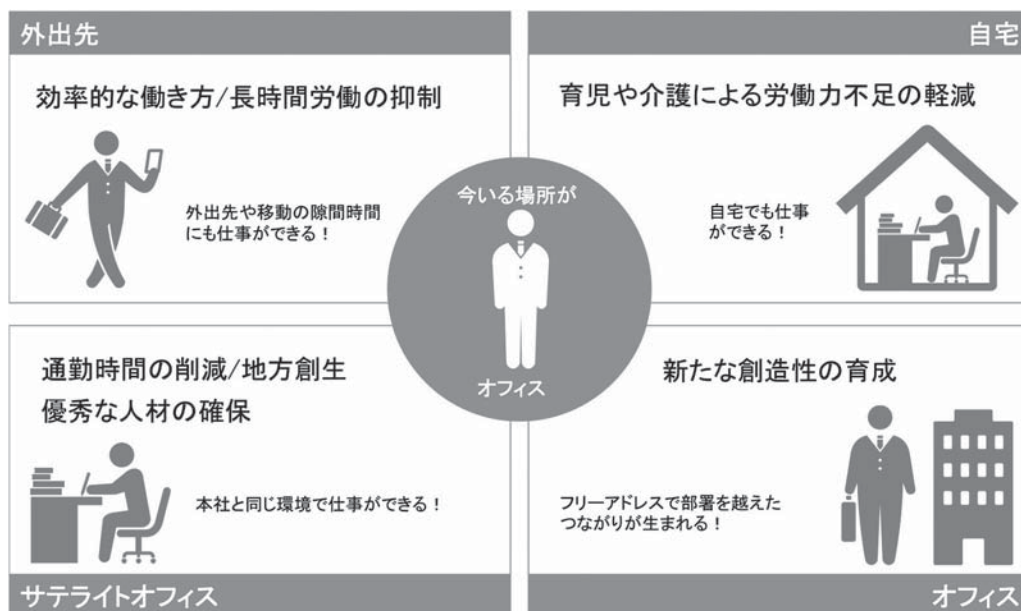 外出先
効率的な働き方/長時間労働の抑制
外出先や移動の隙間時間
にも仕事ができる！
自宅
育児や介護による労働力不足の軽減
自宅でも仕事
ができる！
今いる場所が
オフィス
通勤時間の削減/地方創生
優秀な人材の確保
本社と同じ環境で仕事ができる！
サテライトオフィス
新たな創造性の育成
フリーアドレスで部署を越えた
つながりが生まれる！
オフィス